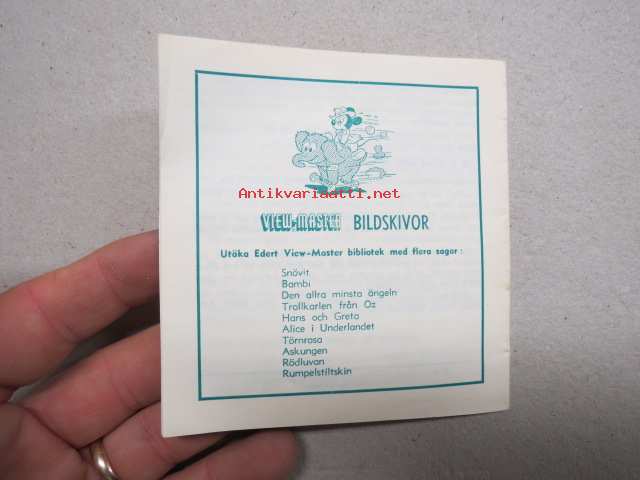 Antikvariaatti.net
VIEW-MASTER BILDSKIVOR
Utöka Edert View-Master bibliotek med flera sagor:
Snövit
Bambi
Den allra minsta ängeln
Trollkarlen från Oz
Hans och Greta
Alice i Underlandet
Törnrosa
Askungen
Rödluvan
Rumpelstiltskin